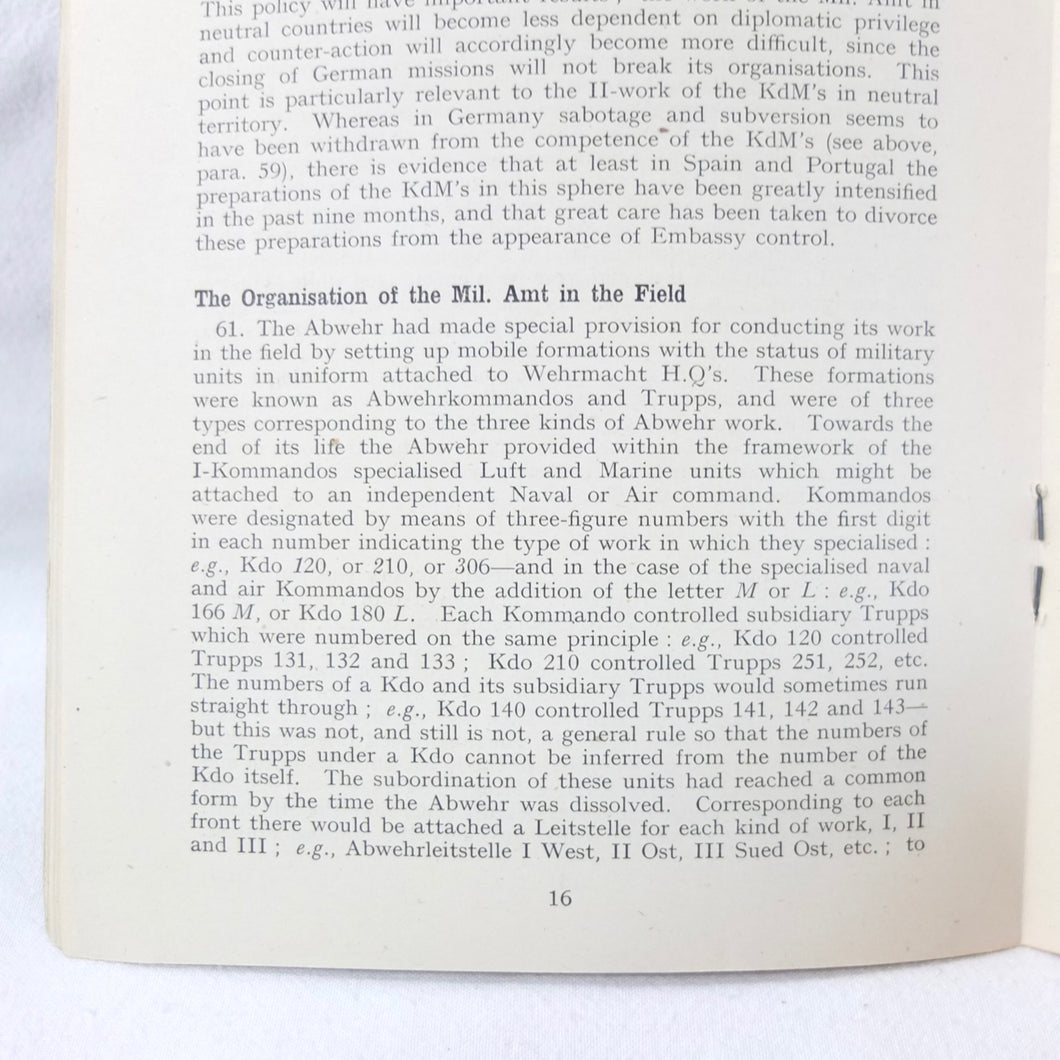 This policy will have important results; the work of the Mil. Amt in
neutral countries will become less dependent on diplomatic privilege
and counter-action will accordingly become more difficult, since the
closing of German missions will not break its organisations. This
point is particularly relevant to the II-work of the KdM's in neutral
territory. Whereas in Germany sabotage and subversion seems to
have been withdrawn from the competence of the KdM's (see above,
para. 59), there is evidence that at least in Spain and Portugal the
preparations of the KdM's in this sphere have been greatly intensified
in the past nine months, and that great care has been taken to divorce
these preparations from the appearance of Embassy control.
The Organisation of the Mil. Amt in the Field
61. The Abwehr had made special provision for conducting its work
in the field by setting up mobile formations with the status of military
units in uniform attached to Wehrmacht H.Q's. These formations
were known as Abwehrkommandos and Trupps, and were of three
types corresponding to the three kinds of Abwehr work. Towards the
end of its life the Abwehr provided within the framework of the
I-Kommandos specialised Luft and Marine units which might be
attached to an independent Naval or Air command. Kommandos
were designated by means of three-figure numbers with the first digit
in each number indicating the type of work in which they specialised :
e.g., Kdo 120, or 210, or 306—and in the case of the specialised naval
and air Kommandos by the addition of the letter M or L : e.g., Kdo
166 M, or Kdo 180 L. Each Kommando controlled subsidiary Trupps
which were numbered on the same principle : e.g., Kdo 120 controlled
Trupps 131, 132 and 133 ; Kdo 210 controlled Trupps 251, 252, etc.
The numbers of a Kdo and its subsidiary Trupps would sometimes run
straight through ; e.g., Kdo 140 controlled Trupps 141, 142 and 143—
but this was not, and still is not, a general rule so that the numbers of
the Trupps under a Kdo cannot be inferred from the number of the
Kdo itself. The subordination of these units had reached a common
form by the time the Abwehr was dissolved. Corresponding to each
front there would be attached a Leitstelle for each kind of work, I, II
and III ; e.g., Abwehrleitstelle I West, II Ost, III Sued Ost, etc. ; to
16